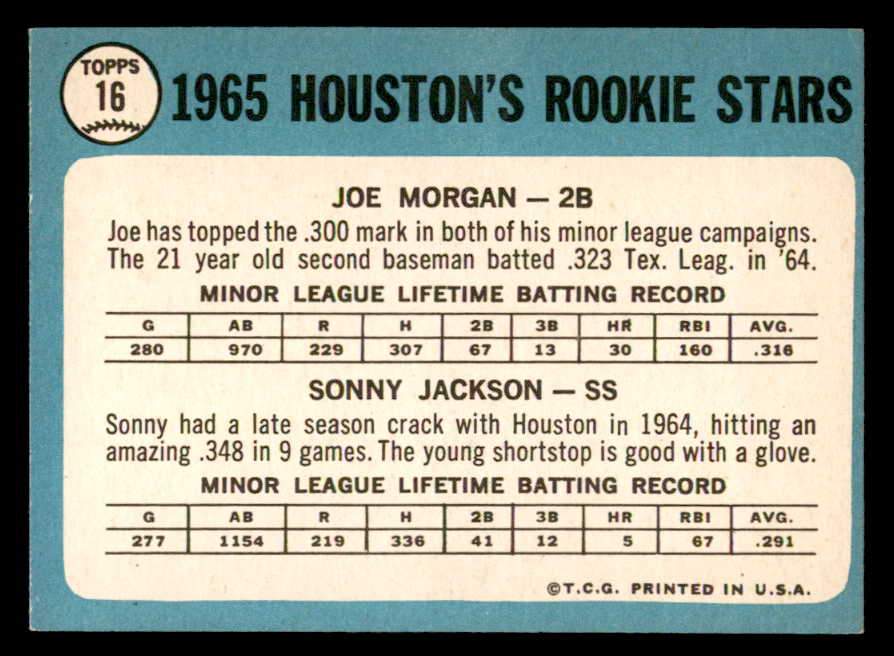 TOPPS
16
1965 HOUSTON'S ROOKIE STARS
JOE MORGAN — 2B
Joe has topped the .300 mark in both of his minor league campaigns.
The 21 year old second baseman batted .323 Tex. Leag. in '64.
MINOR LEAGUE LIFETIME BATTING RECORD
G AB R H 2B 3B HR RBI AVG.
280 970 229 307 67 13 30 160 .316
SONNY JACKSON — SS
Sonny had a late season crack with Houston in 1964, hitting an
amazing .348 in 9 games. The young shortstop is good with a glove.
MINOR LEAGUE LIFETIME BATTING RECORD
G AB R H 2B 3B HR RBI AVG.
277 1154 219 336 41 12 5 67 .291
©T.C.G. PRINTED IN U.S.A.